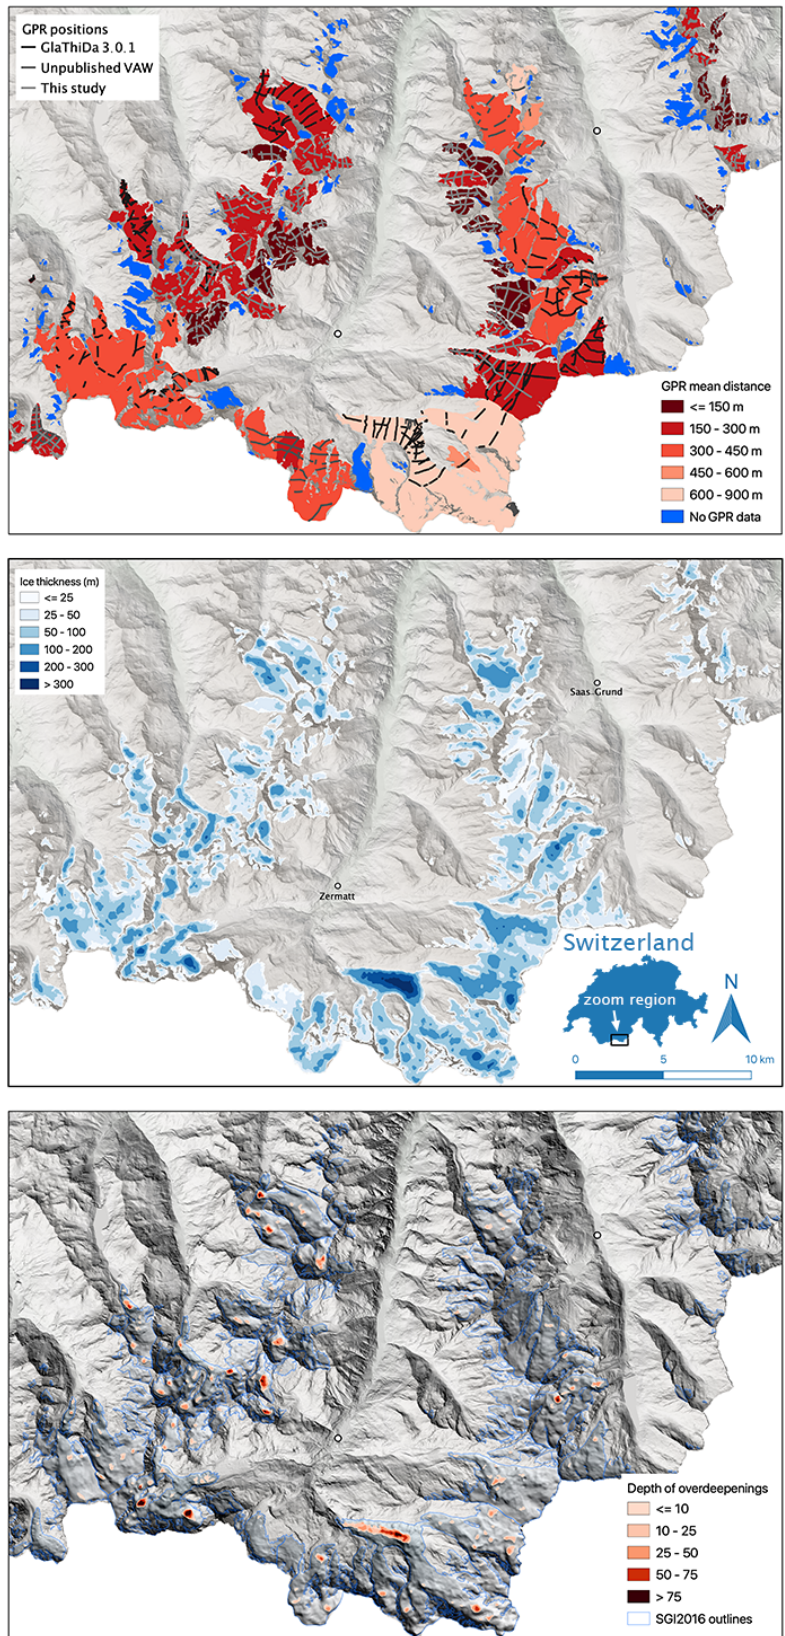 GPR positions
GlaThiDa 3.0.1
Unpublished VAW
This study
GPR mean distance
<= 150 m
150 - 300 m
300 - 450 m
450 - 600 m
600 - 900 m
No GPR data
Ice thickness (m)
<= 25
25 - 50
50 - 100
100 - 200
200 - 300
> 300
Saas Grund
Zermatt
Switzerland
zoom region
N
0 5 10 km
Depth of overdeepenings
<= 10
10 - 25
25 - 50
50 - 75
> 75
SGI2016 outlines